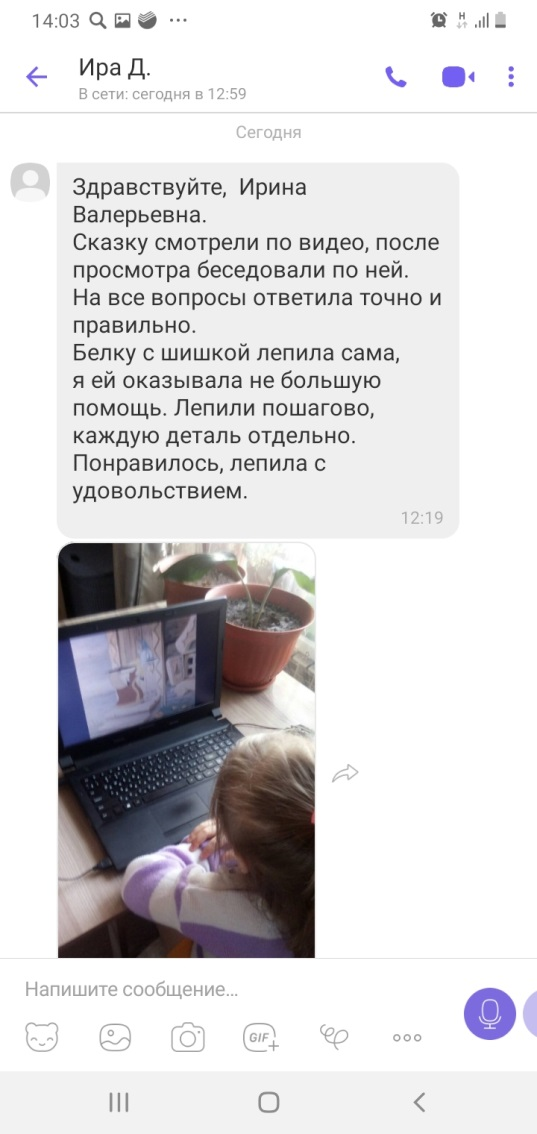 14:03
Ира Д.
В сети: сегодня в 12:59
Сегодня
Здравствуйте, Ирина
Валерьевна.
Сказку смотрели по видео, после
просмотра беседовали по ней.
На все вопросы ответила точно и
правильно.
Белку с шишкой лепила сама,
я ей оказывала не большую
помощь. Лепили пошагово,
каждую деталь отдельно.
Понравилось, лепила с
удовольствием.
12:19
Напишите сообщение...
GIF